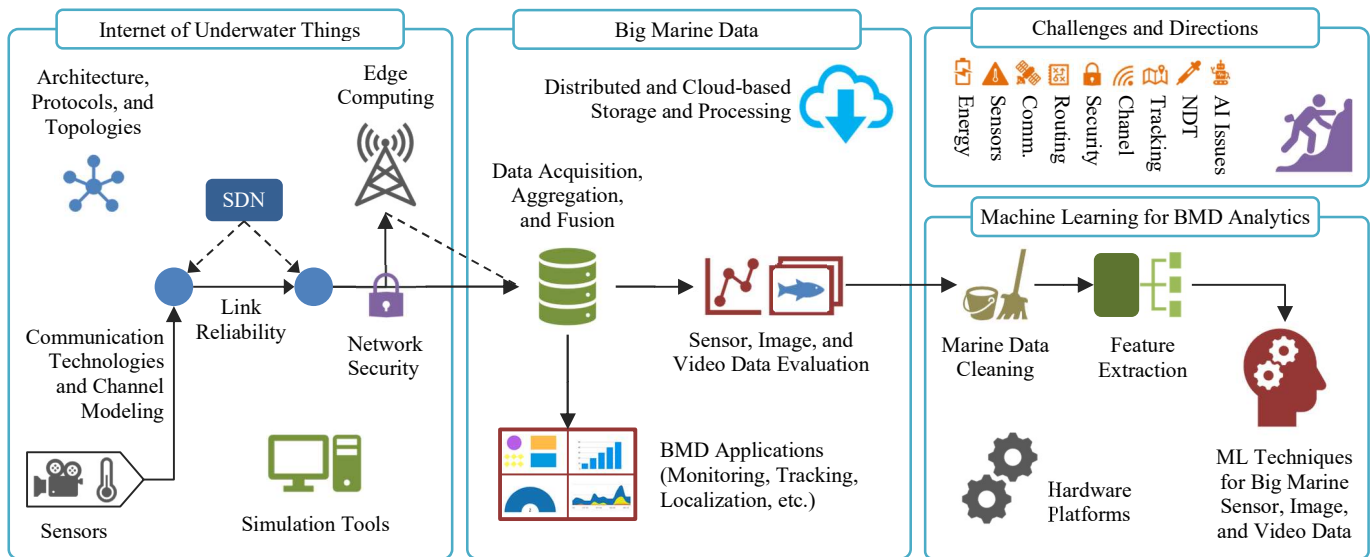 Internet of Underwater Things
Architecture,
Protocols, and
Topologies
Edge
Computing
SDN
Link
Reliability
Communication
Technologies
and Channel
Modeling
Network
Security
Sensors
Simulation Tools
Big Marine Data
Distributed and Cloud-based
Storage and Processing
Data Acquisition,
Aggregation,
and Fusion
Sensor, Image, and
Video Data Evaluation
BMD Applications
(Monitoring, Tracking,
Localization, etc.)
Challenges and Directions
Energy
Sensors
Comm.
Routing
Security
Channel
Tracking
NDT
AI Issues
Machine Learning for BMD Analytics
Marine Data
Cleaning
Feature
Extraction
Hardware
Platforms
ML Techniques
for Big Marine
Sensor, Image,
and Video Data